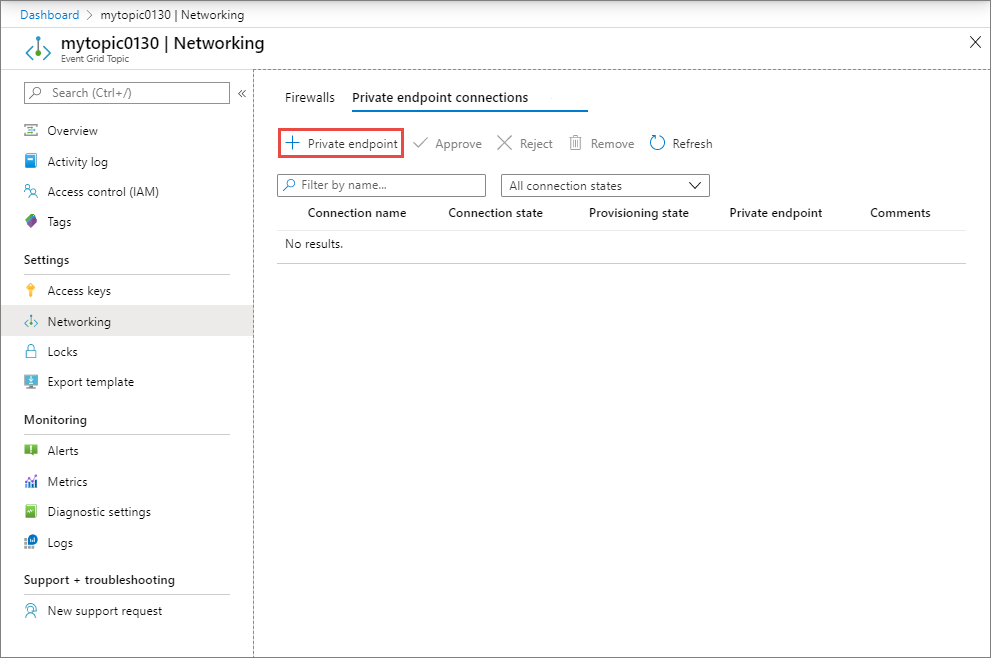 Dashboard > mytopic0130 | Networking
mytopic0130 | Networking
Event Grid Topic
Search (Ctrl+/)
«
Overview
Activity log
Access control (IAM)
Tags
Settings
Access keys
Networking
Locks
Export template
Monitoring
Alerts
Metrics
Diagnostic settings
Logs
Support + troubleshooting
New support request
Firewalls Private endpoint connections
Private endpoint Approve Reject Remove Refresh
Filter by name... All connection states
Connection name Connection state Provisioning state Private endpoint Comments
No results.